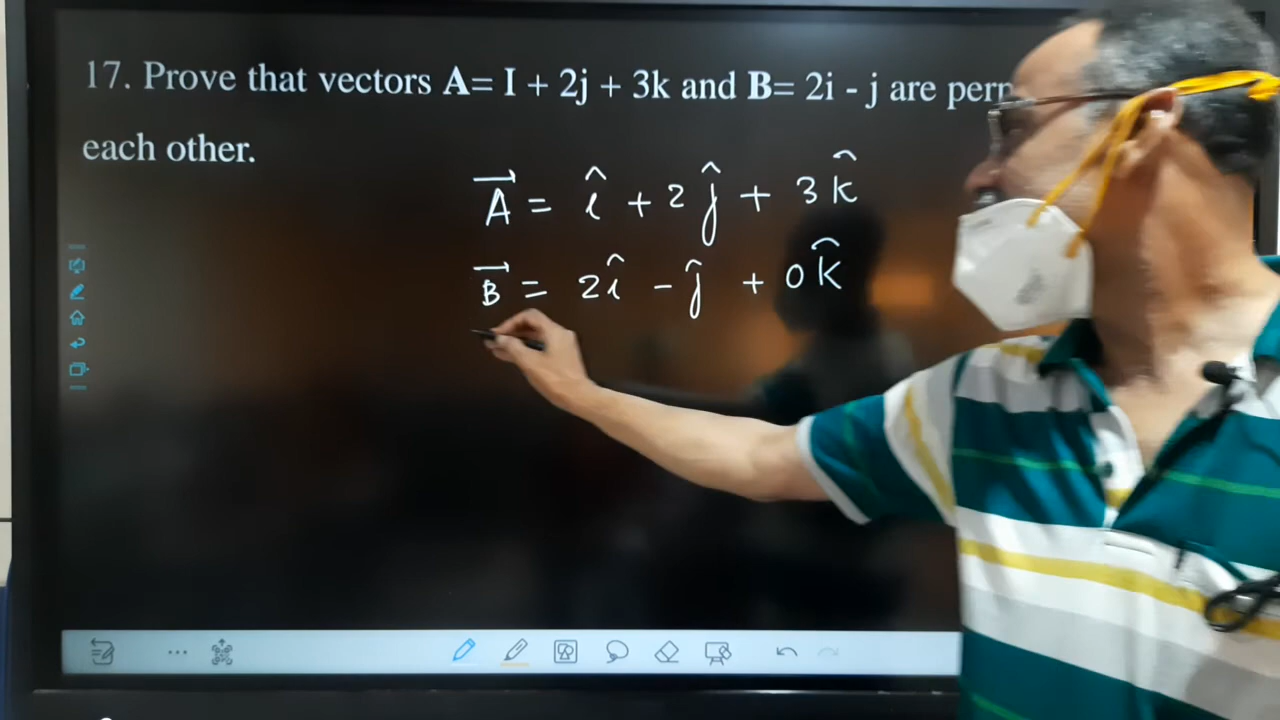 17. Prove that vectors A= I + 2j + 3k and B= 2i - j are perp
each other.
A⃗ = î + 2ĵ + 3k̂
B⃗ = 2î - ĵ + 0k̂